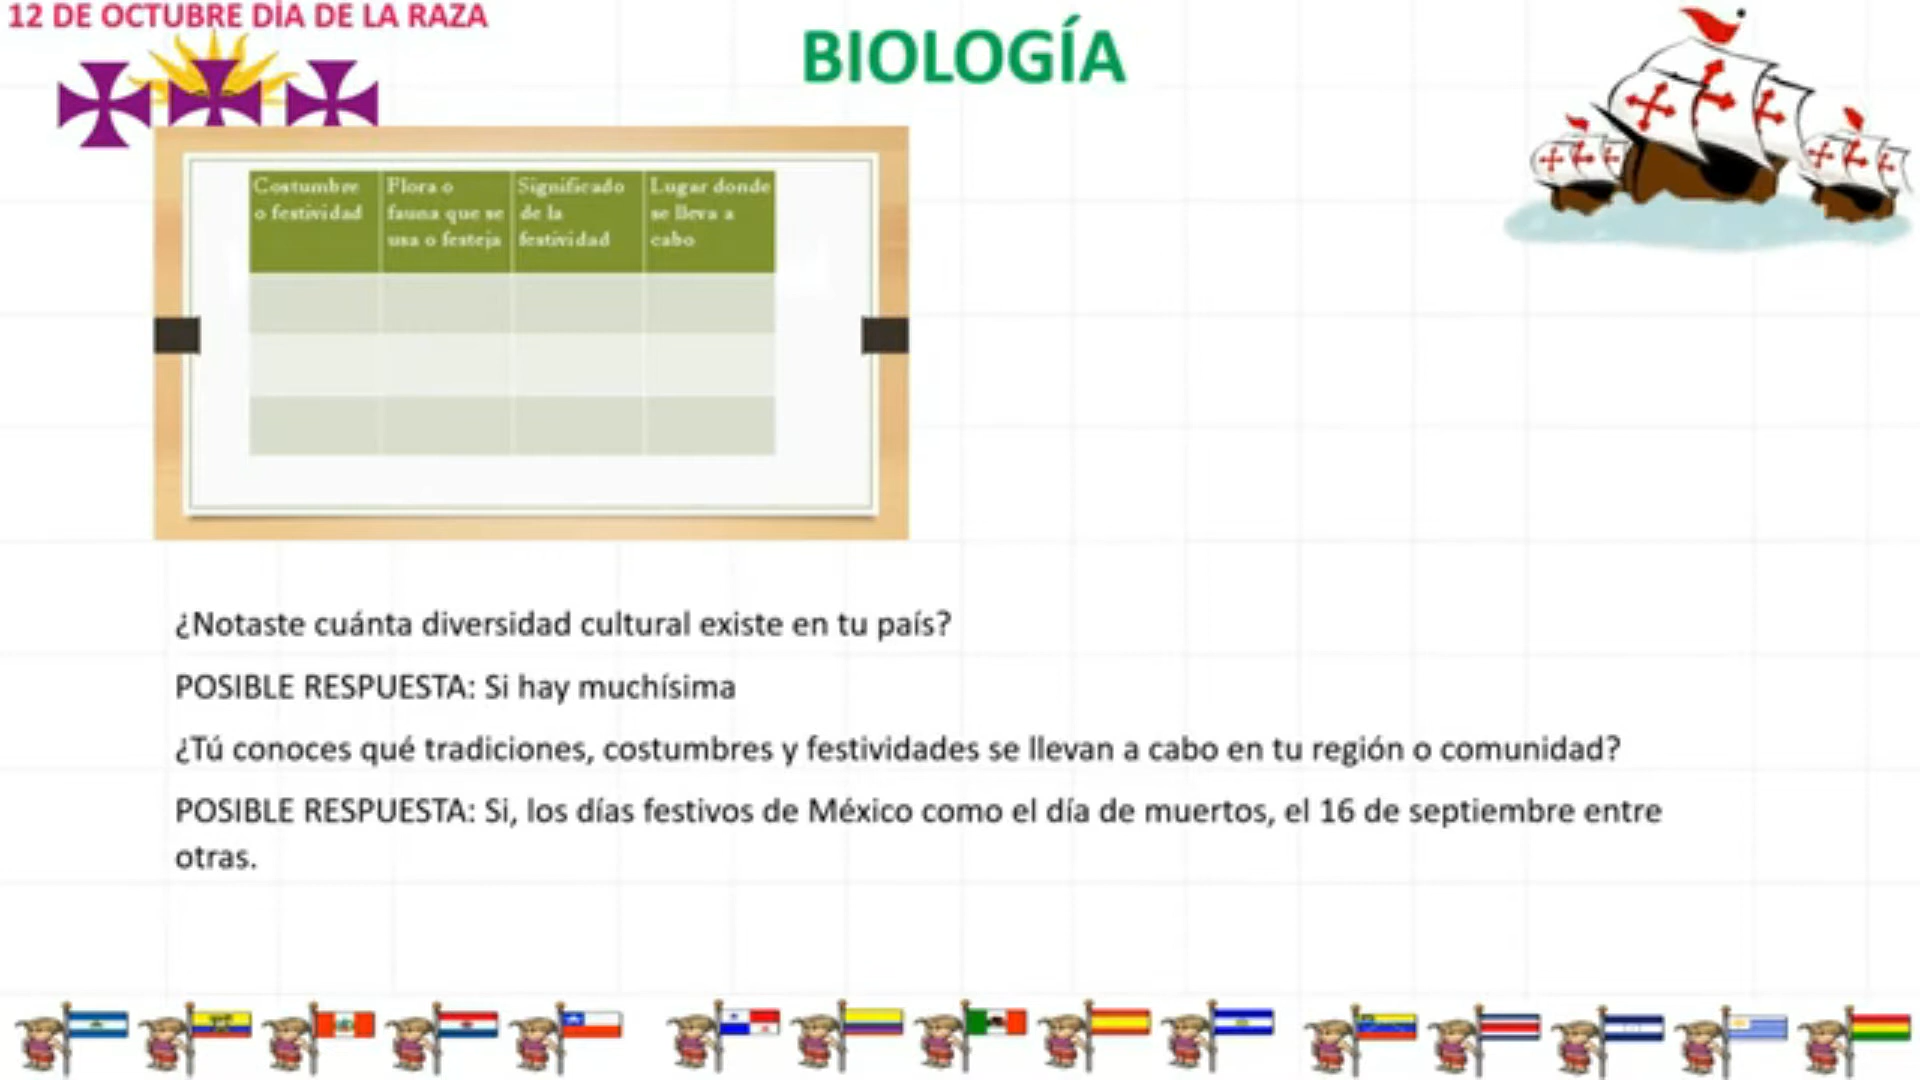 12 DE OCTUBRE DÍA DE LA RAZA
BIOLOGÍA
Costumbre
o festividad
Flora o
fauna que se
usa o festeja
Significado
de la
festividad
Lugar donde
se lleva a
cabo
¿Notaste cuánta diversidad cultural existe en tu país?
POSIBLE RESPUESTA: Si hay muchísima
¿Tú conoces qué tradiciones, costumbres y festividades se llevan a cabo en tu región o comunidad?
POSIBLE RESPUESTA: Si, los días festivos de México como el día de muertos, el 16 de septiembre entre
otras.